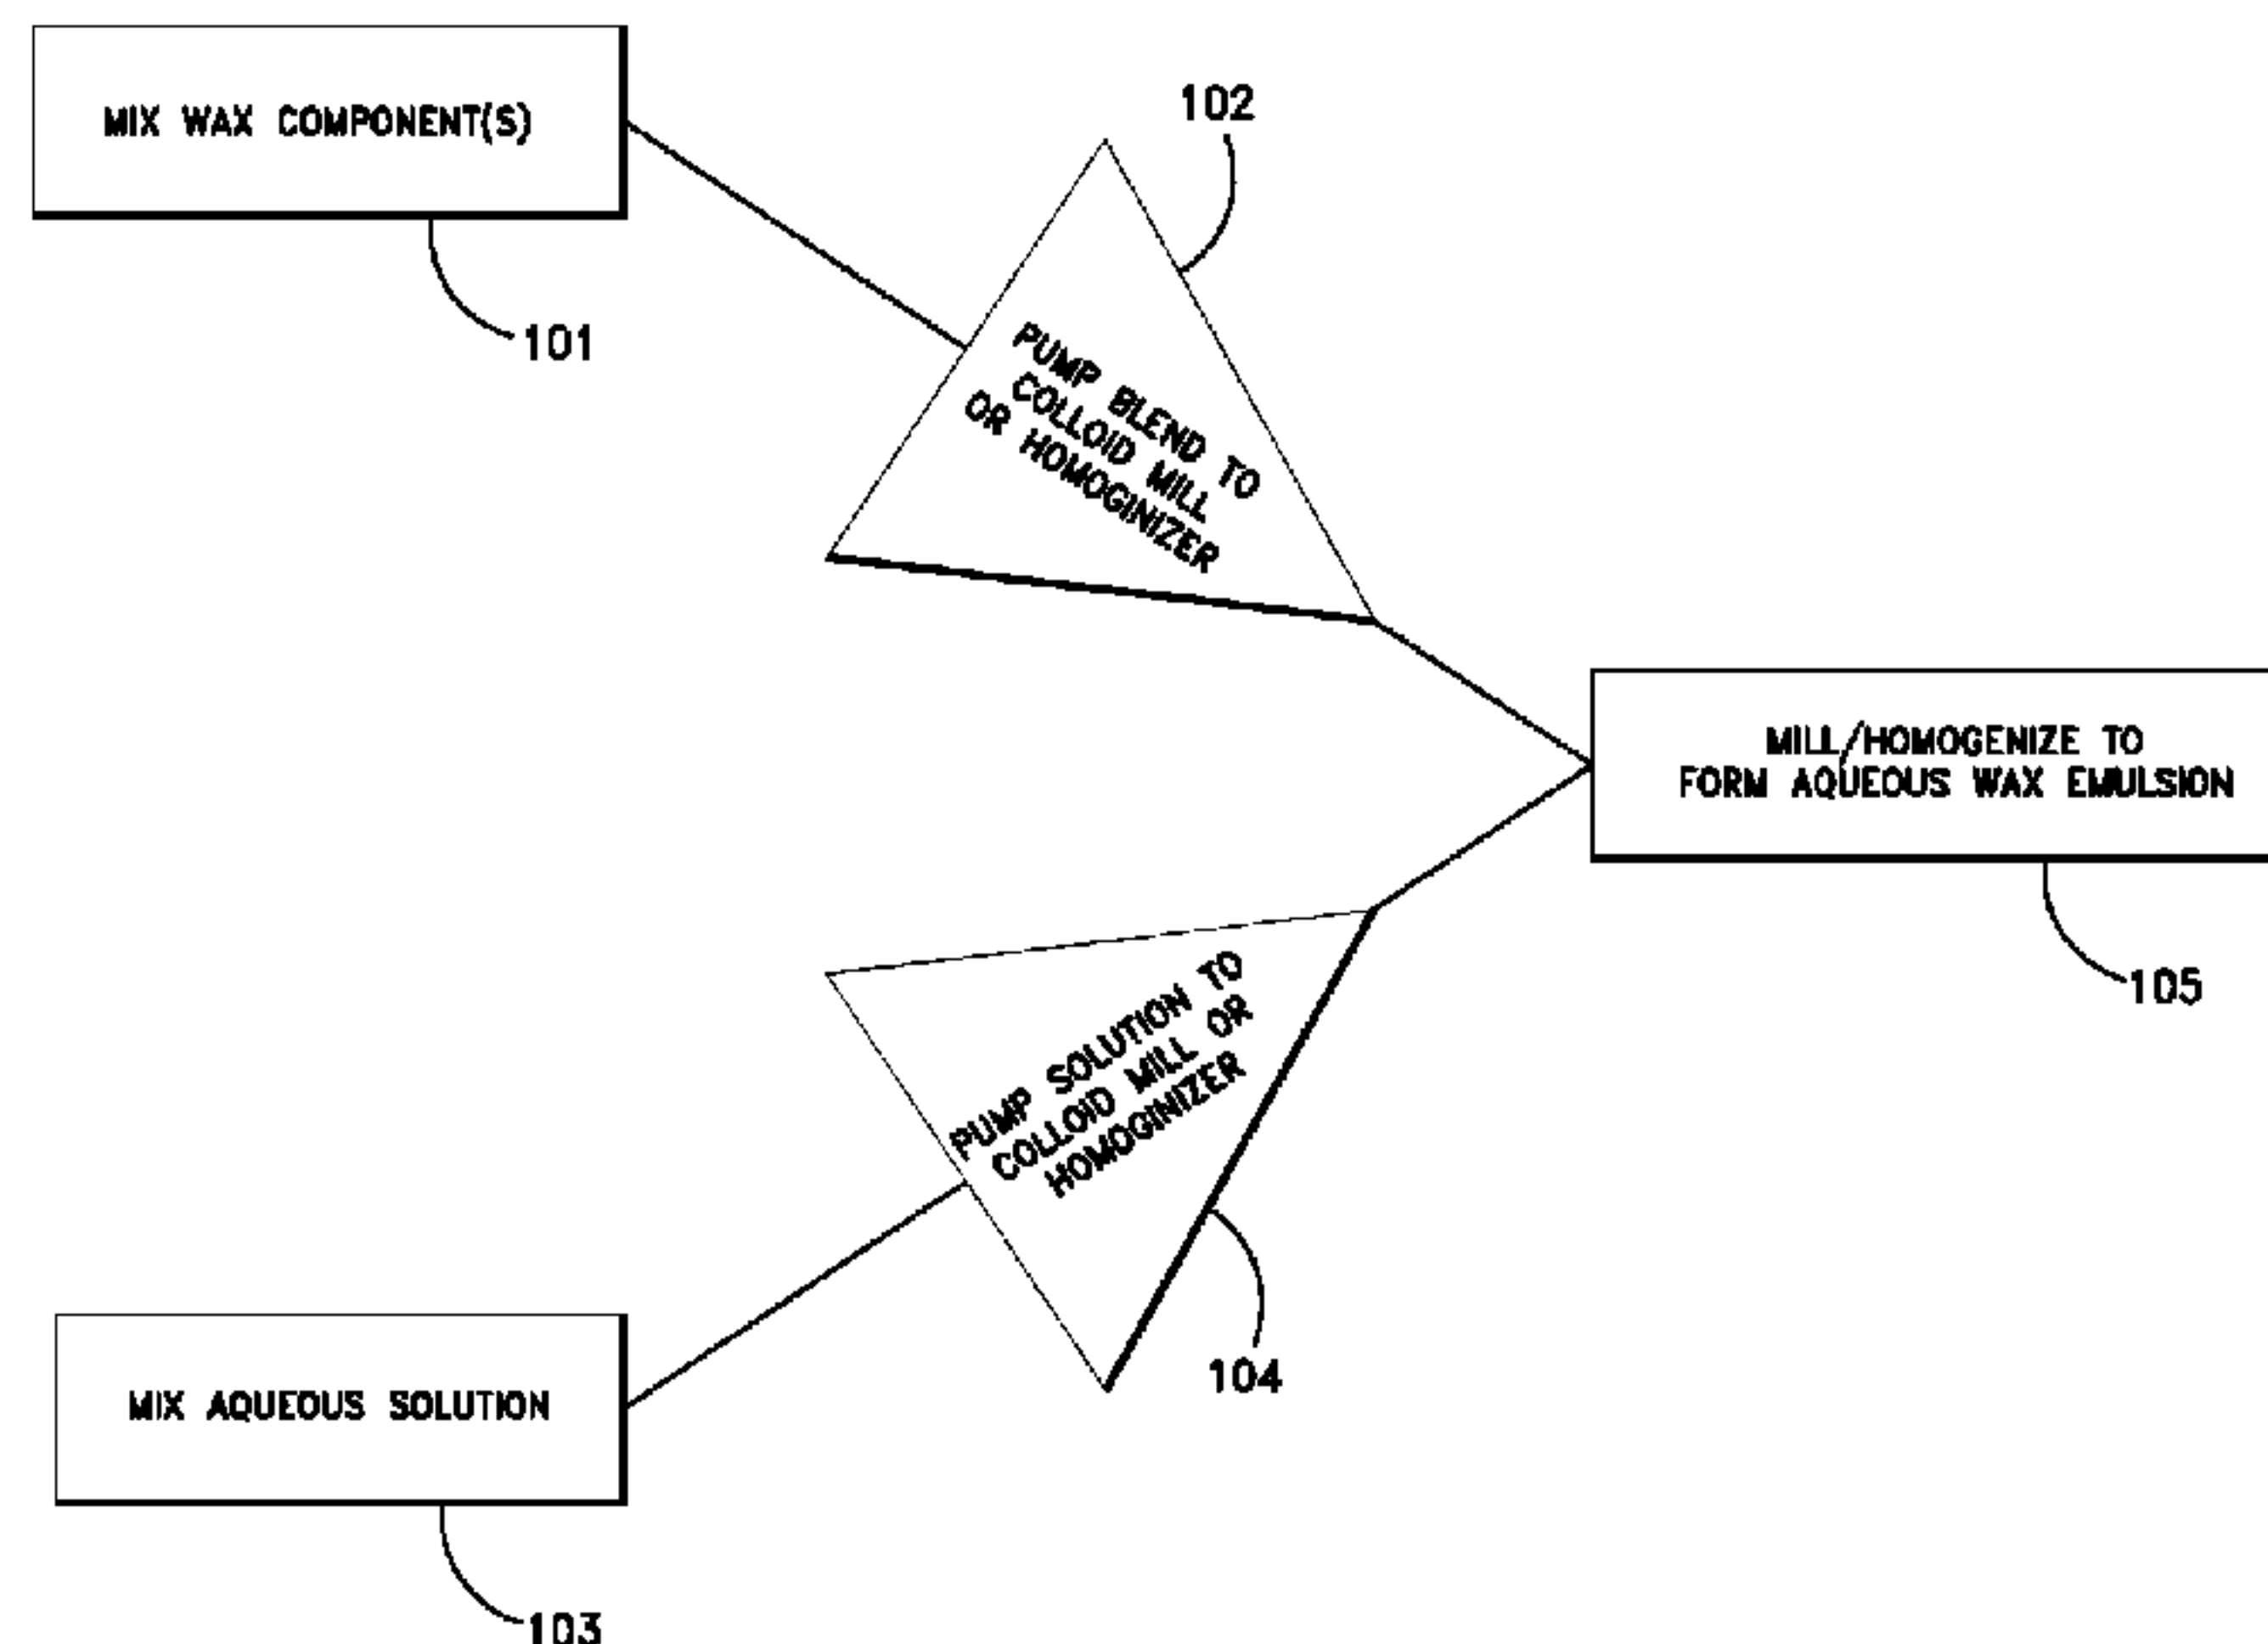 MIX WAX COMPONENT(S)
101
102
PUMP BLEND TO
COLLOID MILL
OR HOMOGINIZER
MILL/HOMOGENIZE TO
FORM AQUEOUS WAX EMULSION
105
PUMP SOLUTION TO
COLLOID MILL OR
HOMOGINIZER
104
MIX AQUEOUS SOLUTION
103